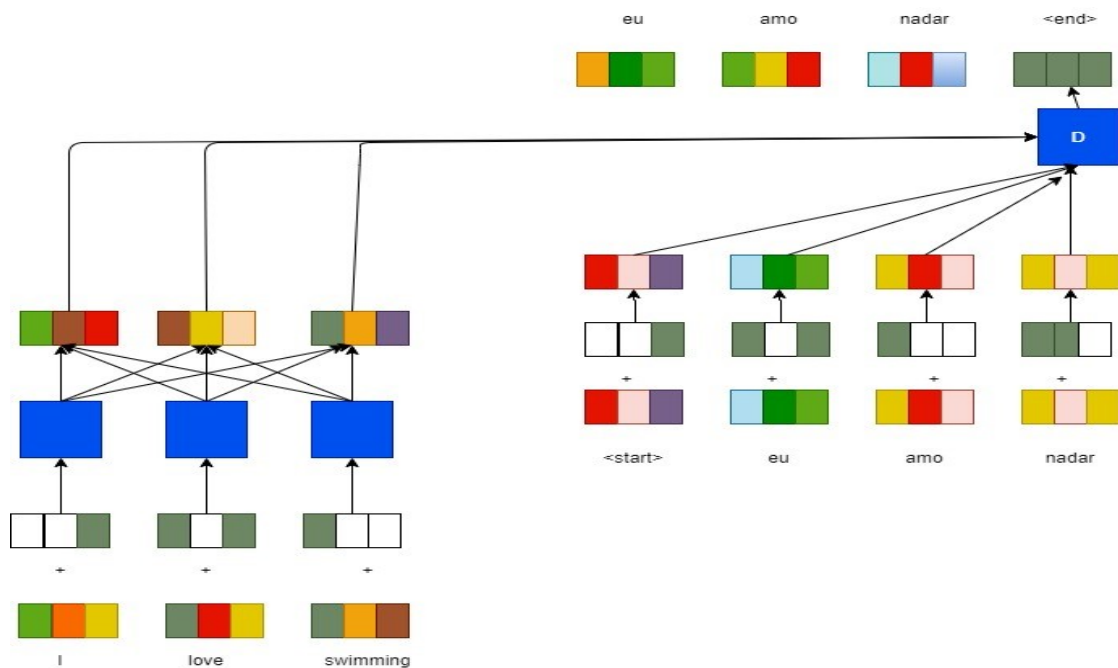 eu amo nadar <end>
D
+ + + +
<start> eu amo nadar
+ + +
I love swimming